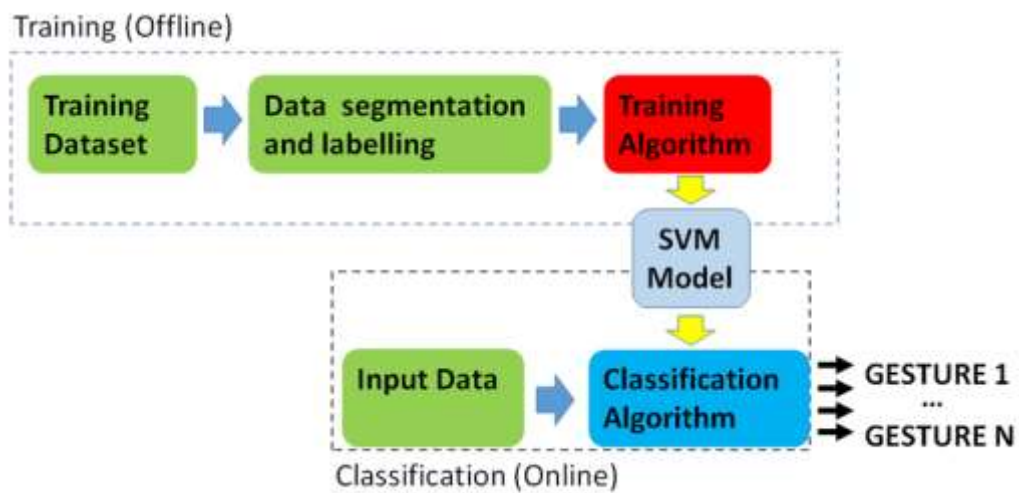 Training (Offline)
Training
Dataset
Data segmentation
and labelling
Training
Algorithm
SVM
Model
Input Data
Classification
Algorithm
GESTURE 1
...
GESTURE N
Classification (Online)